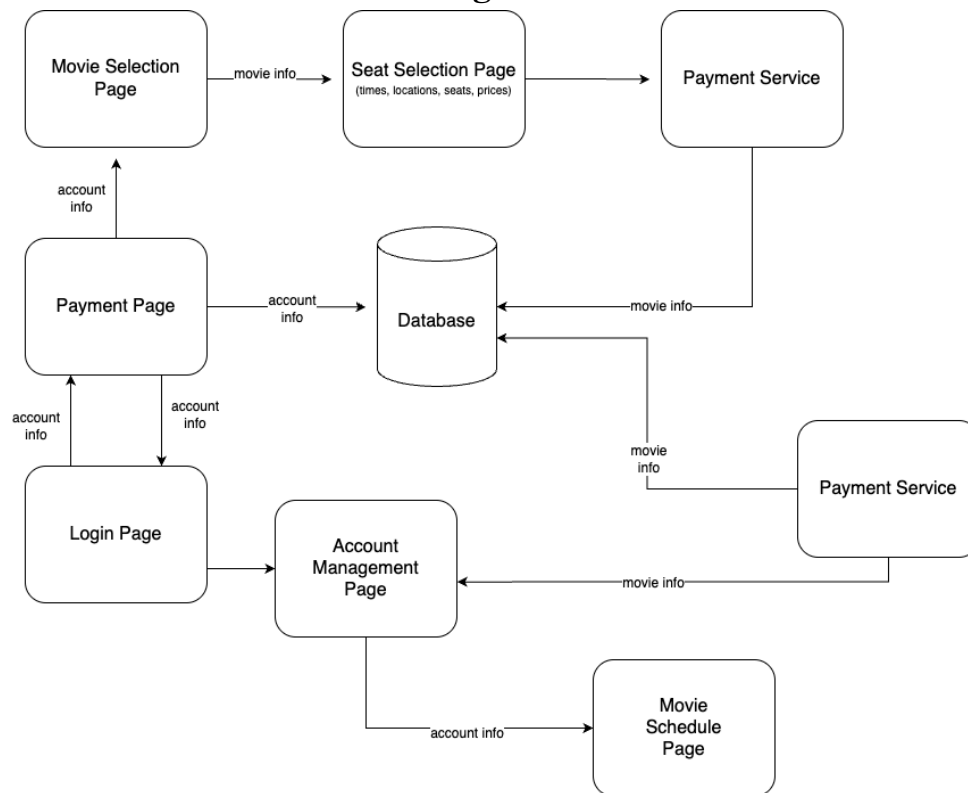 Movie Selection
Page
movie info
Seat Selection Page
(times, locations, seats, prices)
Payment Service
account
info
Payment Page
account
info
Database
movie info
account
info
account
info
movie
info
Payment Service
Login Page
Account
Management
Page
movie info
account info
Movie
Schedule
Page